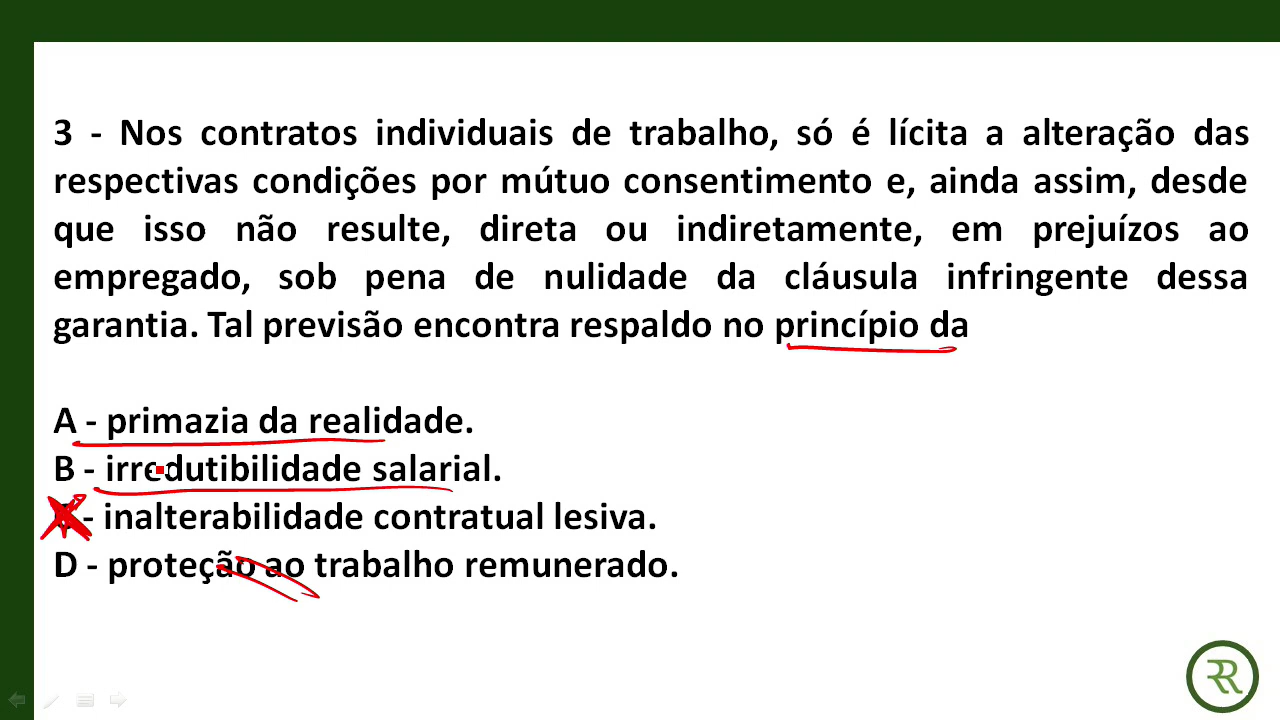 3 - Nos contratos individuais de trabalho, só é lícita a alteração das
respectivas condições por mútuo consentimento e, ainda assim, desde
que isso não resulte, direta ou indiretamente, em prejuízos ao
empregado, sob pena de nulidade da cláusula infringente dessa
garantia. Tal previsão encontra respaldo no princípio da
A - primazia da realidade.
B - irredutibilidade salarial.
C - inalterabilidade contratual lesiva.
D - proteção ao trabalho remunerado.
RR